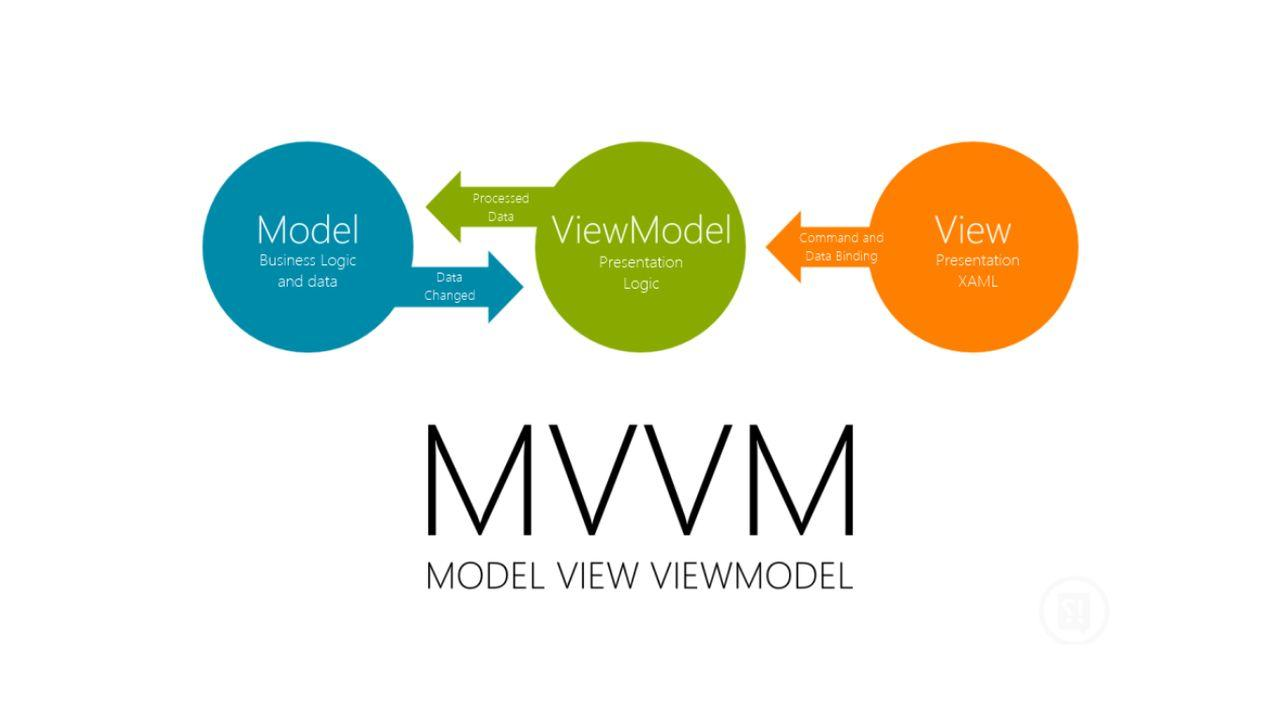 Model
Business Logic
and data
Processed
Data
Data
Changed
ViewModel
Presentation
Logic
Command and
Data Binding
View
Presentation
XAML
MVVM
MODEL VIEW VIEWMODEL